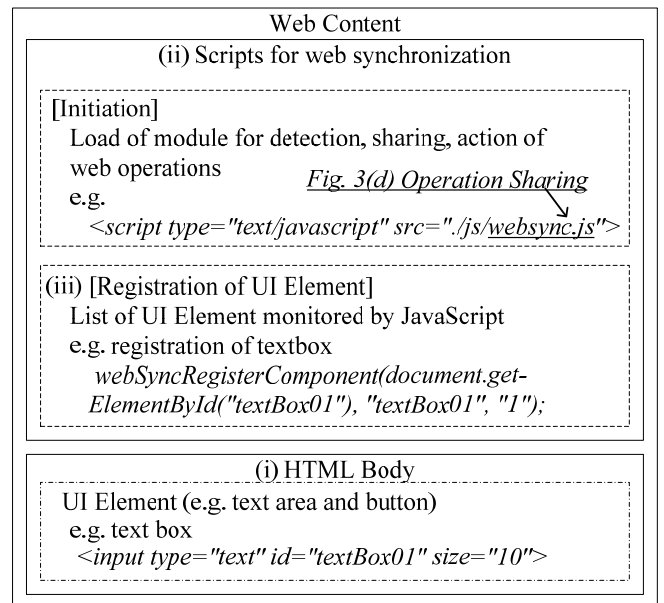 Web Content
(ii) Scripts for web synchronization
[Initiation]
Load of module for detection, sharing, action of
web operations
Fig. 3(d) Operation Sharing
e.g.
<script type="text/javascript" src="./js/websync.js">
(iii) [Registration of UI Element]
List of UI Element monitored by JavaScript
e.g. registration of textbox
webSyncRegisterComponent(document.get-
ElementById("textBox01"), "textBox01", "1");
(i) HTML Body
UI Element (e.g. text area and button)
e.g. text box
<input type="text" id="textBox01" size="10">